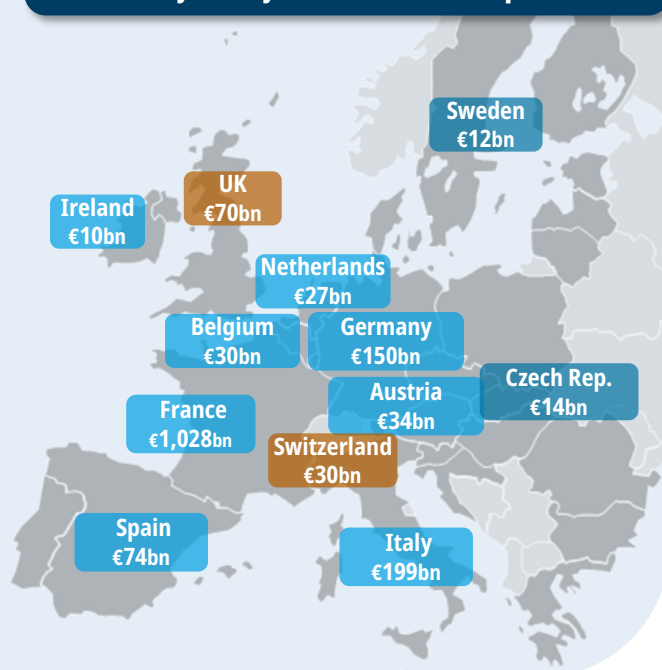 Sweden
€12bn
UK
€70bn
Ireland
€10bn
Netherlands
€27bn
Belgium
€30bn
Germany
€150bn
Czech Rep.
€14bn
Austria
€34bn
France
€1,028bn
Switzerland
€30bn
Spain
€74bn
Italy
€199bn